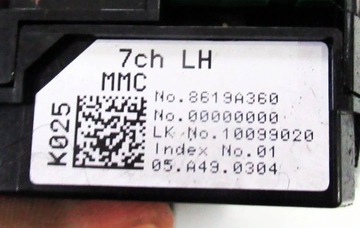 7ch LH
MMC
K025
No.8619A360
No.00000000
LK No.10099020
Index No.01
05.A49.0304